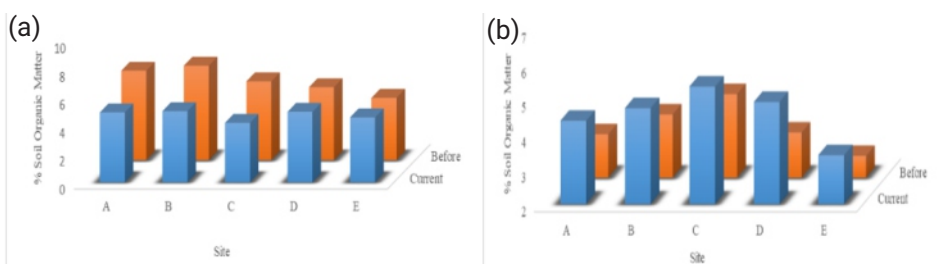 (a)
10
8
6
4
2
0
% Soil Organic Matter
A B C D E
Before
Current
Site
(b)
7
6
5
4
3
2
% Soil Organic Matter
A B C D E
Before
Current
Site